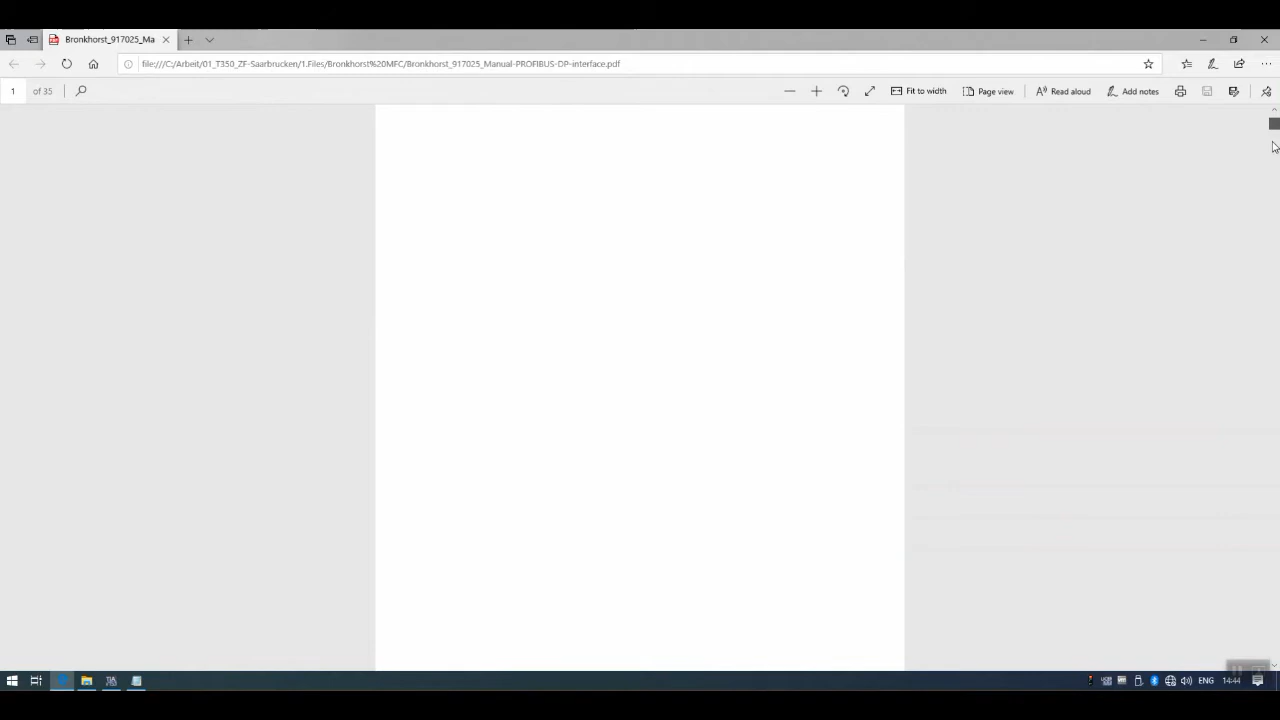 Bronkhorst_917025_Ma
file:///C:/Arbeit/01_T350_ZF-Saarbrucken/1.Files/Bronkhorst%20MFC/Bronkhorst_917025_Manual-PROFIBUS-DP-interface.pdf
1 of 35 Fit to width Page view Read aloud Add notes
ENG 14:44